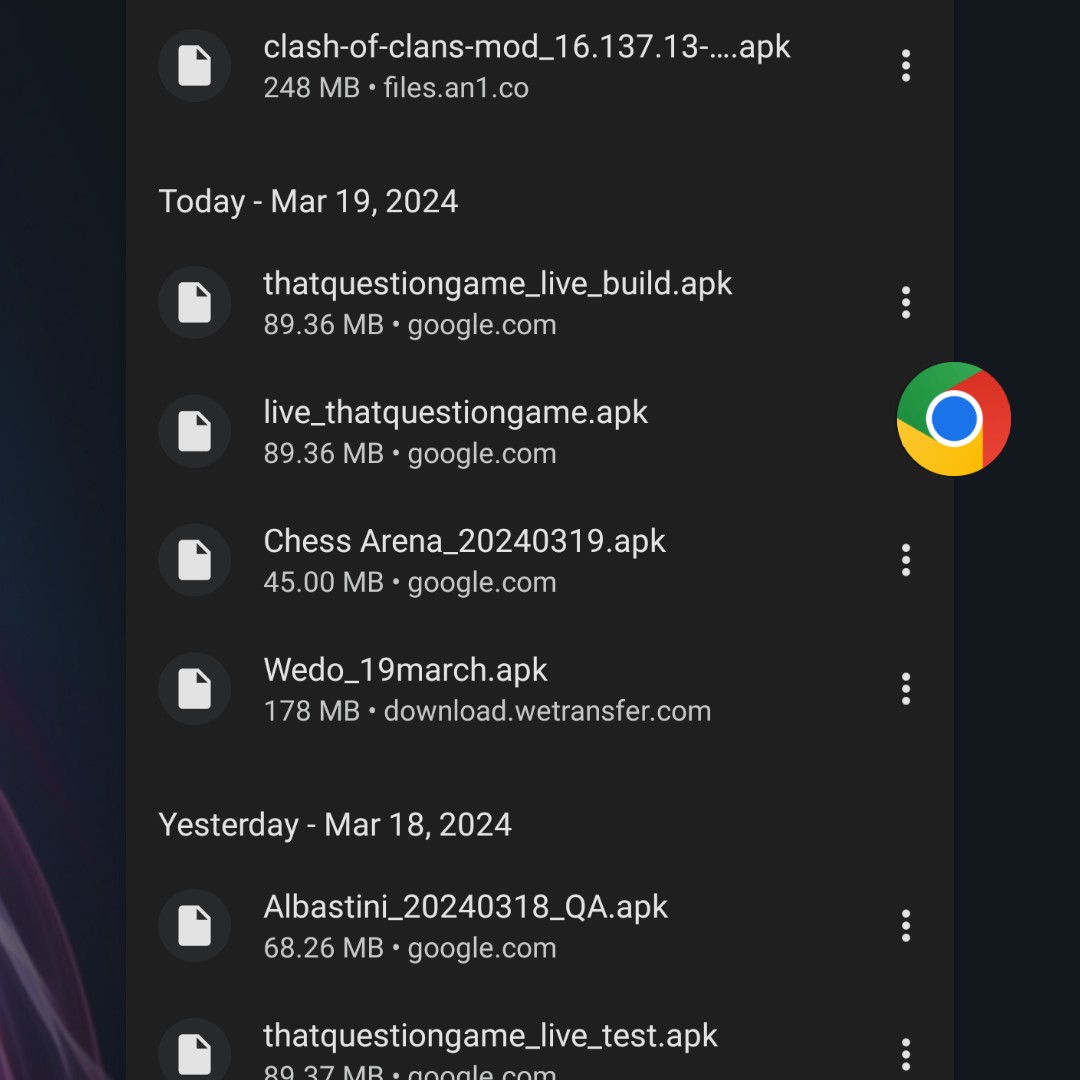 clash-of-clans-mod_16.137.13-....apk
248 MB • files.an1.co
Today - Mar 19, 2024
thatquestiongame_live_build.apk
89.36 MB • google.com
live_thatquestiongame.apk
89.36 MB • google.com
Chess Arena_20240319.apk
45.00 MB • google.com
Wedo_19march.apk
178 MB • download.wetransfer.com
Yesterday - Mar 18, 2024
Albastini_20240318_QA.apk
68.26 MB • google.com
thatquestiongame_live_test.apk
89.37 MB • google.com